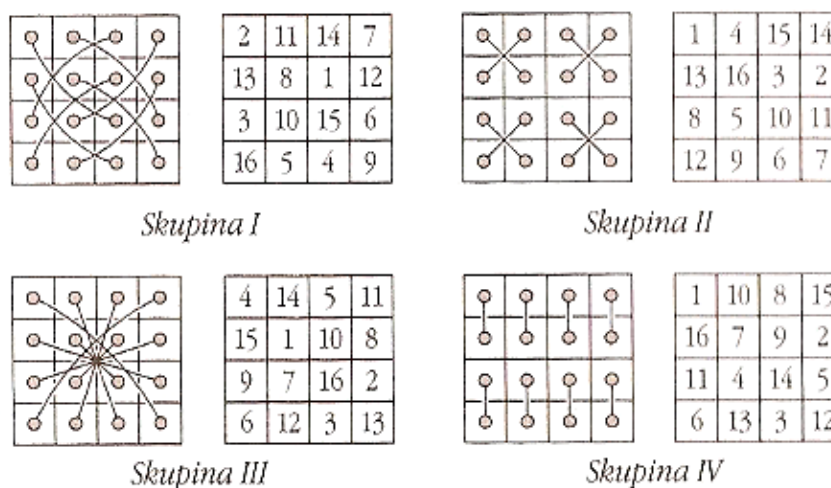 2 11 14 7
13 8 1 12
3 10 15 6
16 5 4 9
Skupina I
1 4 15 14
13 16 3 2
8 5 10 11
12 9 6 7
Skupina II
4 14 5 11
15 1 10 8
9 7 16 2
6 12 3 13
Skupina III
1 10 8 15
16 7 9 2
11 4 14 5
6 13 3 12
Skupina IV